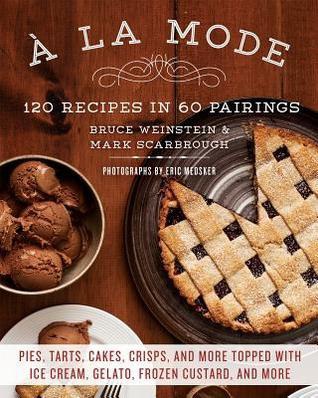 À LA MODE
120 RECIPES IN 60 PAIRINGS
BRUCE WEINSTEIN &
MARK SCARBROUGH
PHOTOGRAPHS BY ERIC MEDSKER
PIES, TARTS, CAKES, CRISPS, AND MORE TOPPED WITH
ICE CREAM, GELATO, FROZEN CUSTARD, AND MORE